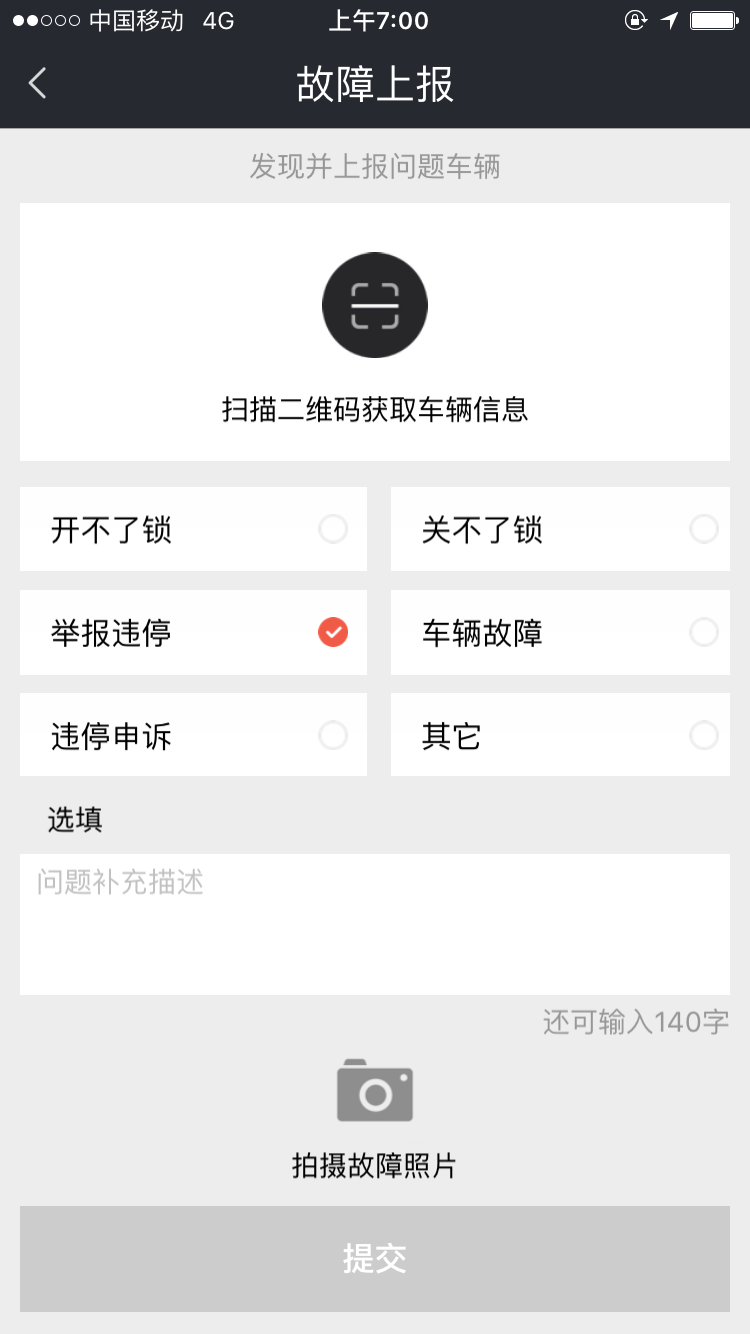 中国移动 4G 上午7:00
故障上报
发现并上报问题车辆
扫描二维码获取车辆信息
开不了锁 关不了锁
举报违停 车辆故障
违停申诉 其它
选填
问题补充描述
还可输入140字
拍摄故障照片
提交